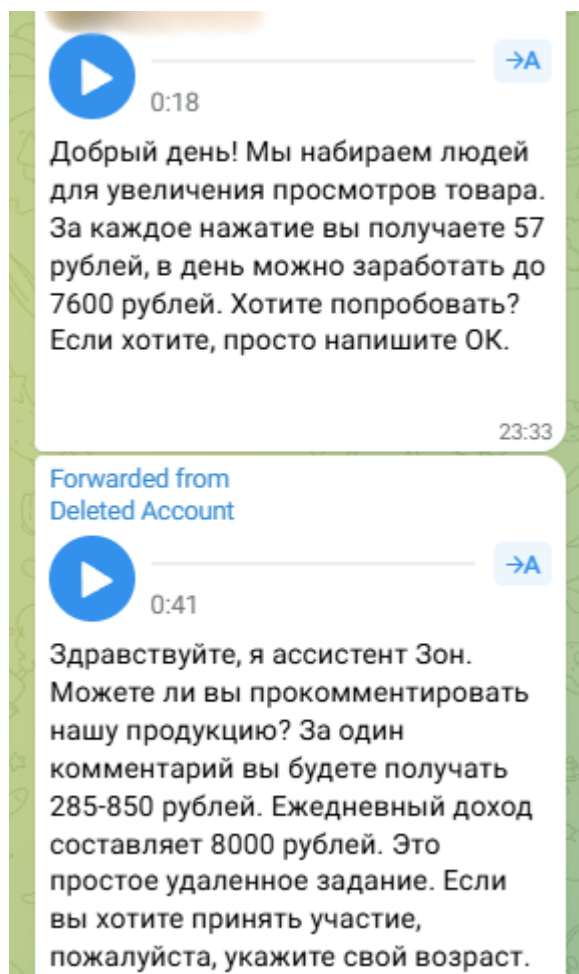 →A
0:18
Добрый день! Мы набираем людей
для увеличения просмотров товара.
За каждое нажатие вы получаете 57
рублей, в день можно заработать до
7600 рублей. Хотите попробовать?
Если хотите, просто напишите ОК.
23:33
Forwarded from
Deleted Account
→A
0:41
Здравствуйте, я ассистент Зон.
Можете ли вы прокомментировать
нашу продукцию? За один
комментарий вы будете получать
285-850 рублей. Ежедневный доход
составляет 8000 рублей. Это
простое удаленное задание. Если
вы хотите принять участие,
пожалуйста, укажите свой возраст.